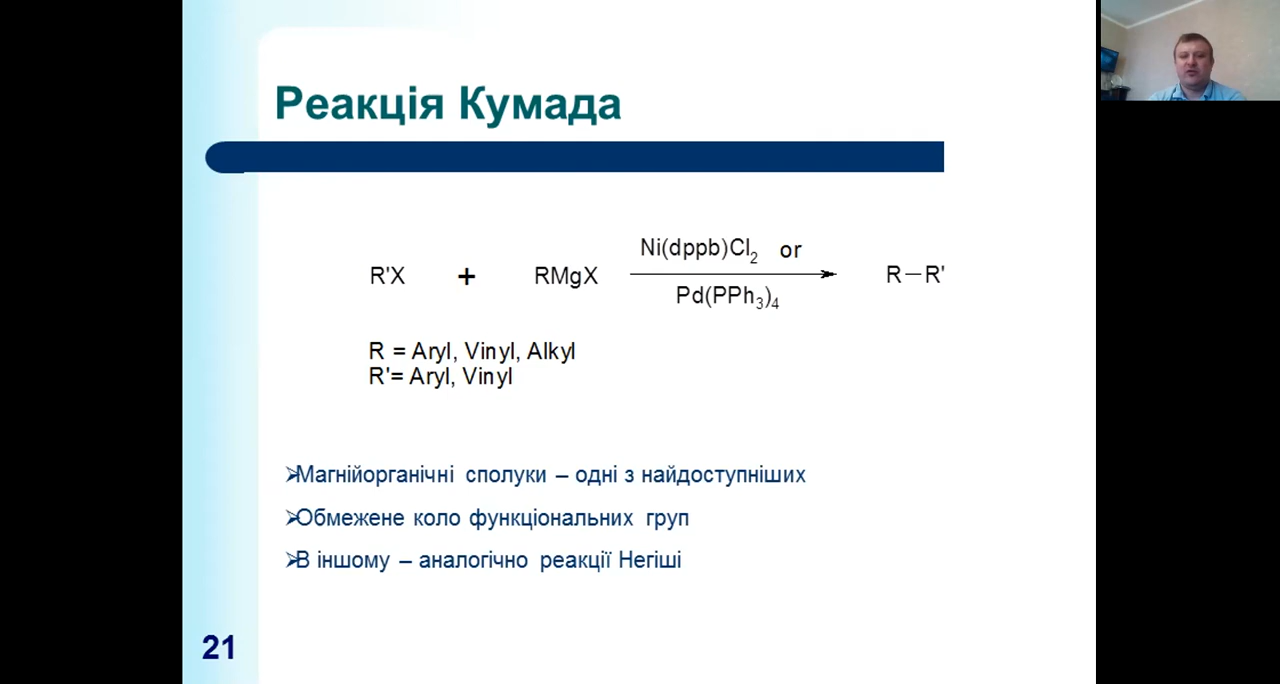 Реакція Кумада
R'X + RMgX Ni(dppb)Cl2 or Pd(PPh3)4 R–R'
R = Aryl, Vinyl, Alkyl
R'= Aryl, Vinyl
➢Магнійорганічні сполуки – одні з найдоступніших
➢Обмежене коло функціональних груп
➢В іншому – аналогічно реакції Негіші
21